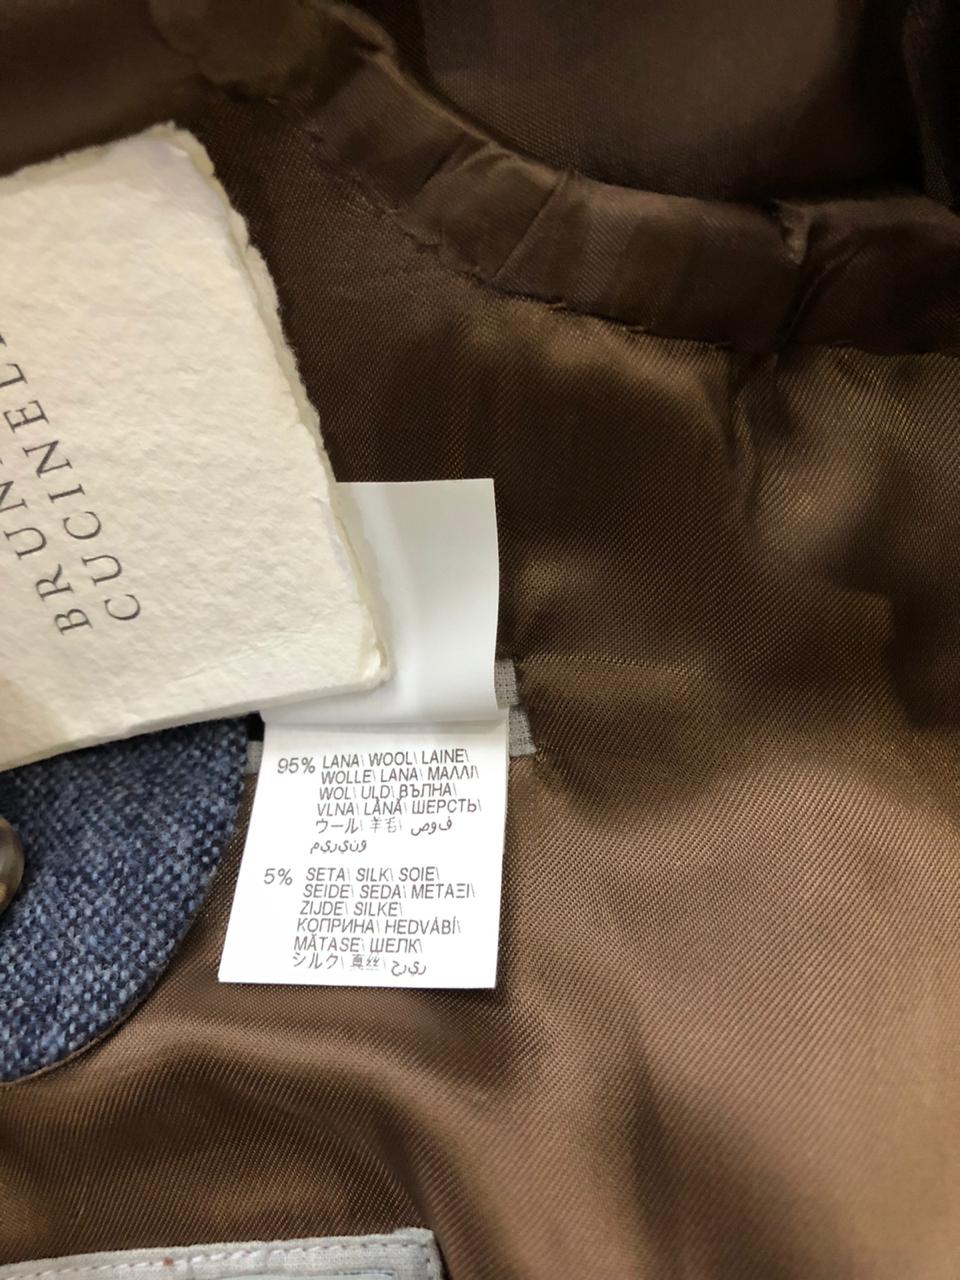 BRUN
CUCINEL
95% LANA\ WOOL\ LAINE\
WOLLE\ LANA\ ΜΑΛΛΙ\
WOL\ ULD\ ВЪЛНА\
VLNA\ LÂNĂ\ ШЕРСТЬ\
ウール\ 羊毛\ صوف
5% SETA\ SILK\ SOIE\
SEIDE\ SEDA\ ΜΕΤΑΞΙ\
ZIJDE\ SILKE\
КОПРИНА\ HEDVÁBÍ\
MĂTASE\ ШЕЛК\
シルク\ 真丝\ حرير